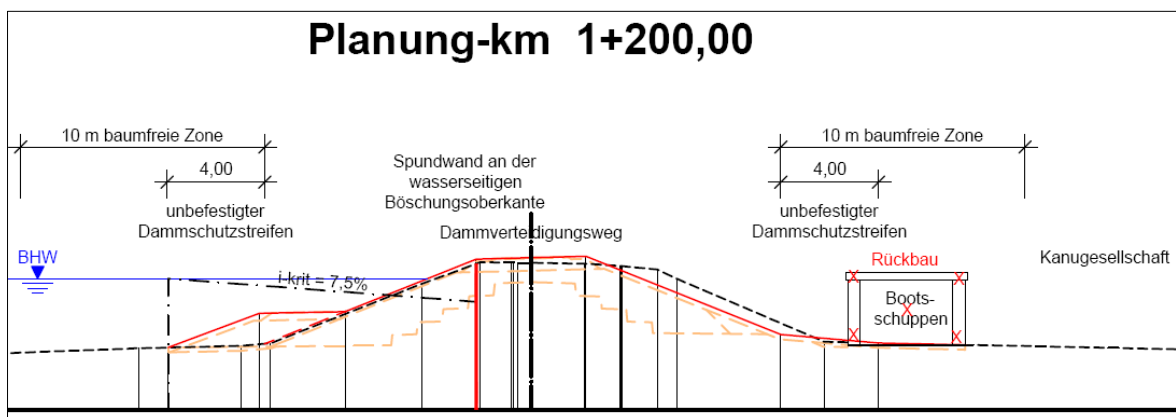 Planung-km 1+200,00
10 m baumfreie Zone
4,00
unbefestigter
Dammschutzstreifen
Spundwand an der
wasserseitigen
Böschungsoberkante
Dammverteidigungsweg
10 m baumfreie Zone
4,00
unbefestigter
Dammschutzstreifen
BHW
i-krit = 7,5%
Rückbau
Boots-
schuppen
Kanugesellschaft